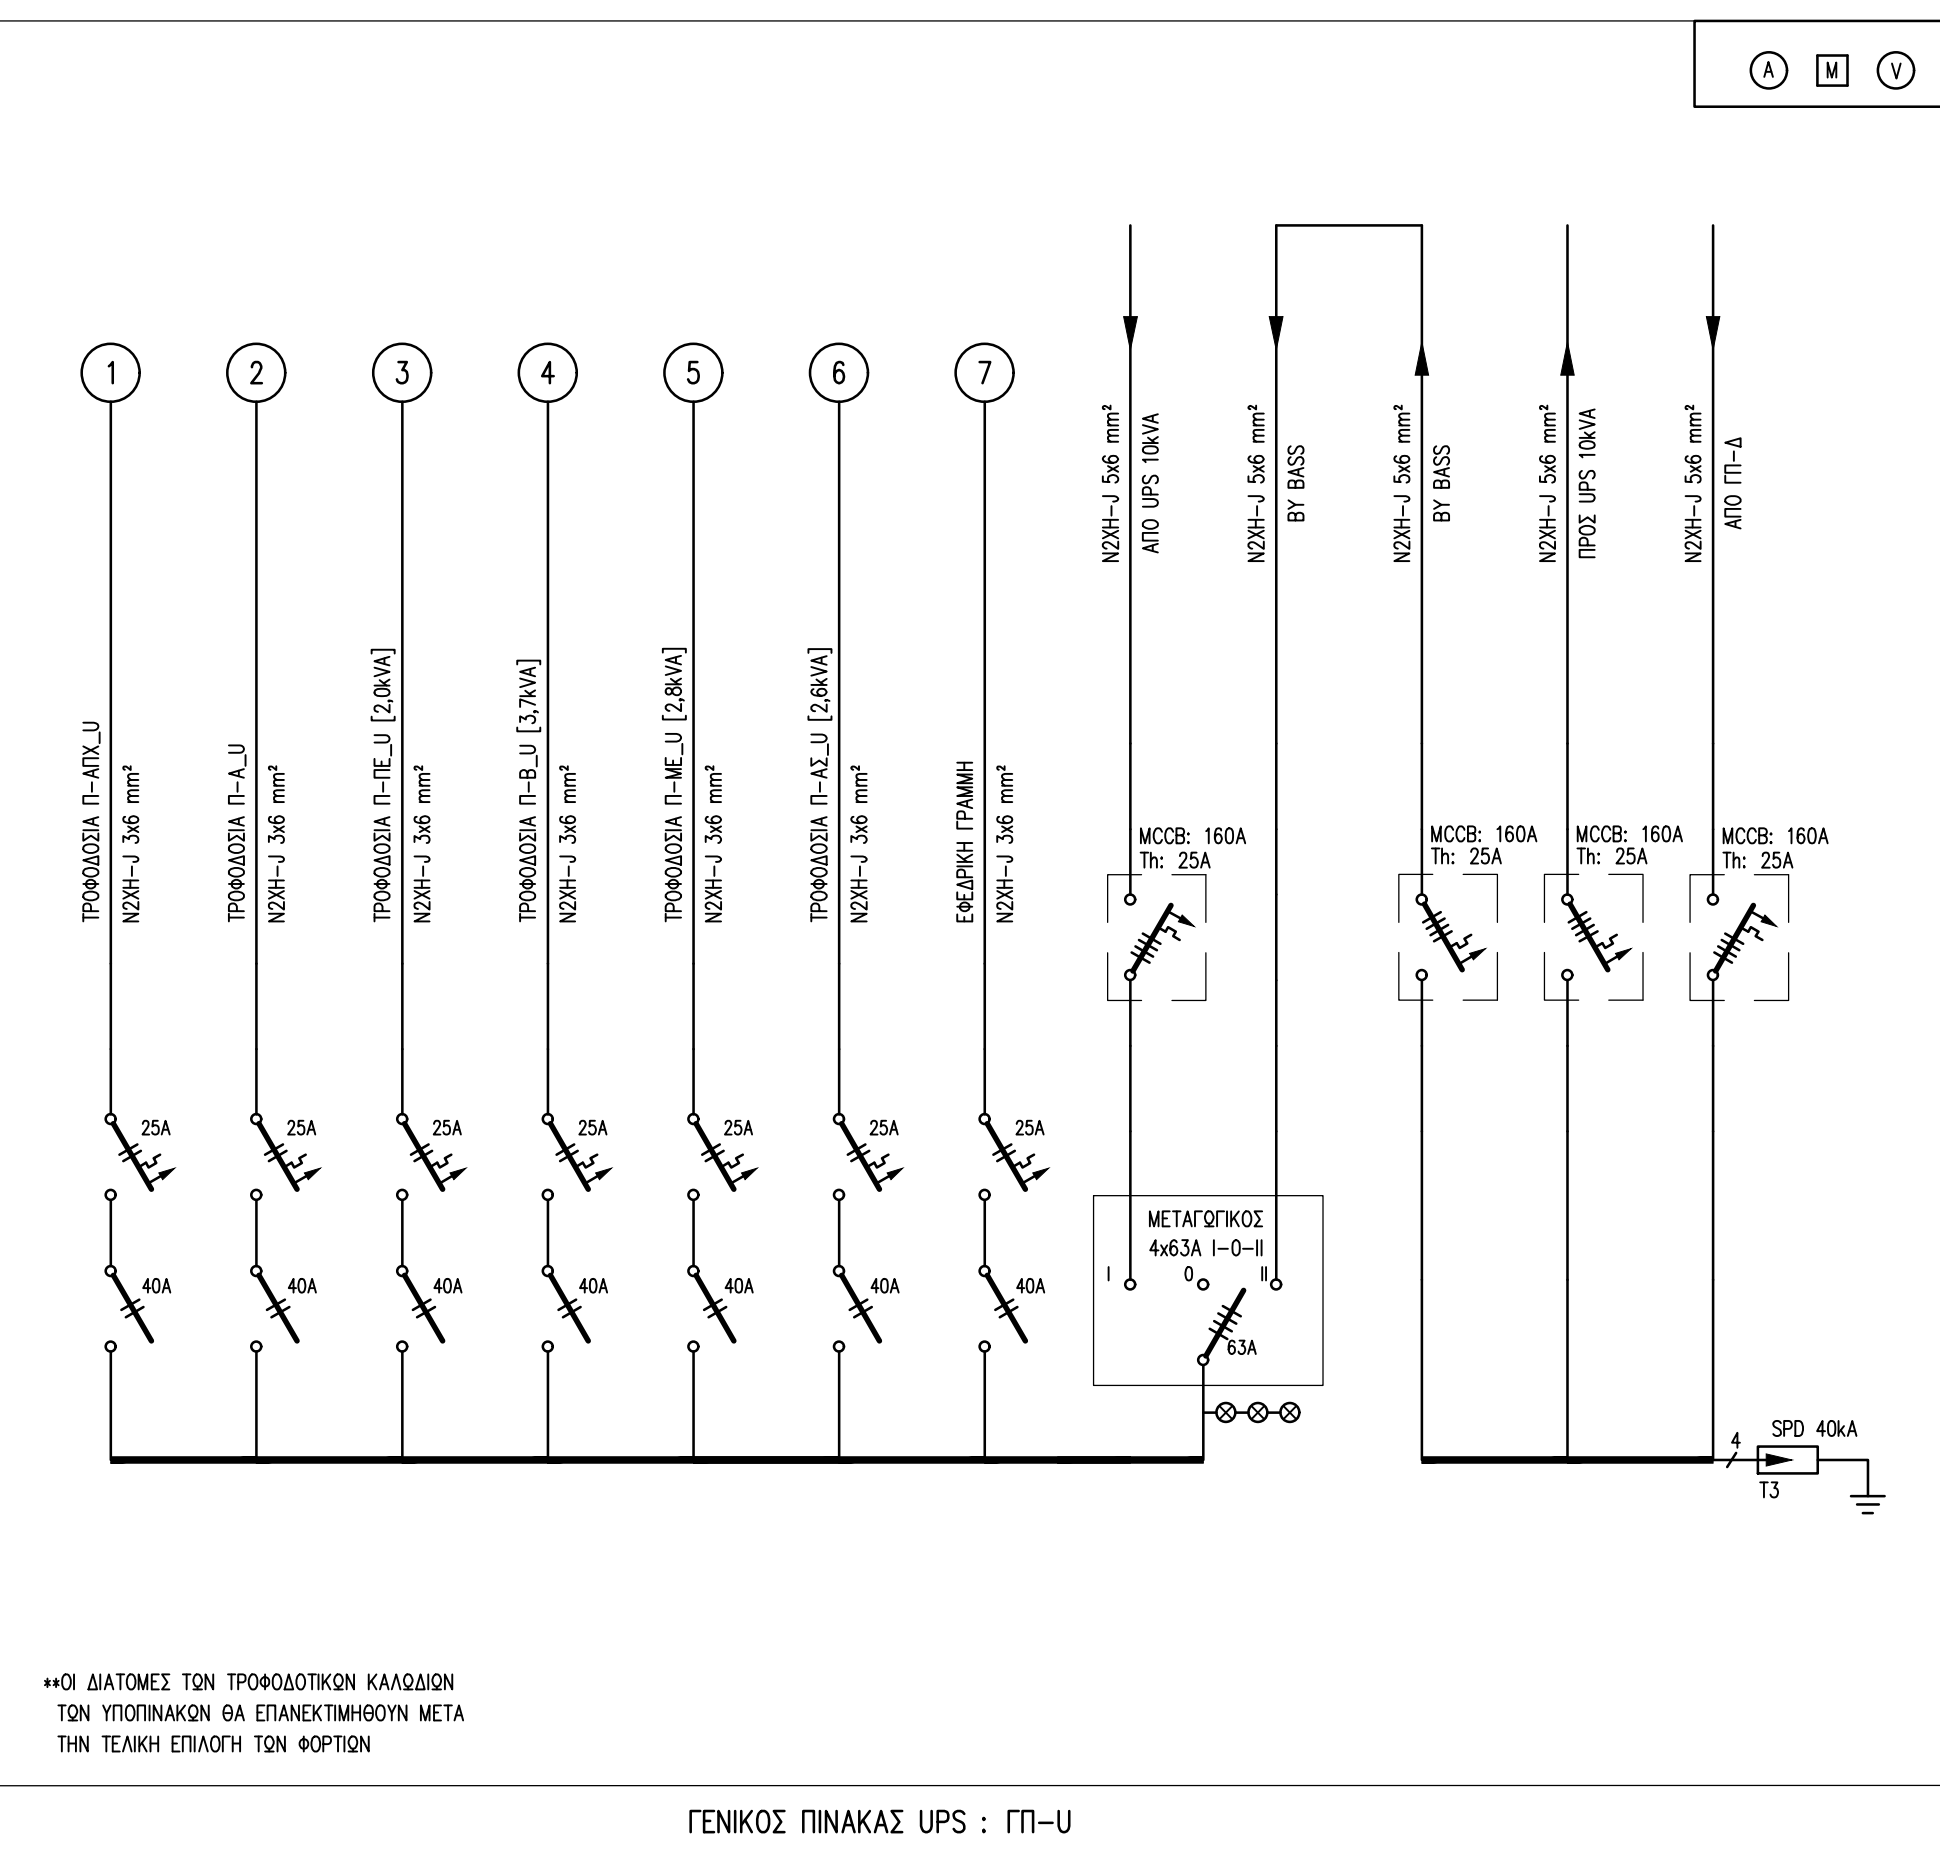 A M V
1 2 3 4 5 6 7
ΤΡΟΦΟΔΟΣΙΑ Π-ΑΠΧ_U
N2XH-J 3x6 mm²
ΤΡΟΦΟΔΟΣΙΑ Π-Α_U
N2XH-J 3x6 mm²
ΤΡΟΦΟΔΟΣΙΑ Π-ΠΕ_U [2,0kVA]
N2XH-J 3x6 mm²
ΤΡΟΦΟΔΟΣΙΑ Π-Β_U [3,7kVA]
N2XH-J 3x6 mm²
ΤΡΟΦΟΔΟΣΙΑ Π-ΜΕ_U [2,8kVA]
N2XH-J 3x6 mm²
ΤΡΟΦΟΔΟΣΙΑ Π-ΑΣ_U [2,6kVA]
N2XH-J 3x6 mm²
ΕΦΕΔΡΙΚΗ ΓΡΑΜΜΗ
N2XH-J 3x6 mm²
N2XH-J 5x6 mm²
ΑΠΟ UPS 10kVA
N2XH-J 5x6 mm²
BY BASS
N2XH-J 5x6 mm²
BY BASS
N2XH-J 5x6 mm²
ΠΡΟΣ UPS 10kVA
N2XH-J 5x6 mm²
ΑΠΟ ΓΠ-Δ
MCCB: 160A
Th: 25A
MCCB: 160A
Th: 25A
MCCB: 160A
Th: 25A
MCCB: 160A
Th: 25A
25A 25A 25A 25A 25A 25A 25A
40A 40A 40A 40A 40A 40A 40A
ΜΕΤΑΓΩΓΙΚΟΣ
4x63A I-0-II
I 0 II
63A
4
SPD 40kA
T3
**ΟΙ ΔΙΑΤΟΜΕΣ ΤΩΝ ΤΡΟΦΟΔΟΤΙΚΩΝ ΚΑΛΩΔΙΩΝ
ΤΩΝ ΥΠΟΠΙΝΑΚΩΝ ΘΑ ΕΠΑΝΕΚΤΙΜΗΘΟΥΝ ΜΕΤΑ
ΤΗΝ ΤΕΛΙΚΗ ΕΠΙΛΟΓΗ ΤΩΝ ΦΟΡΤΙΩΝ
ΓΕΝΙΚΟΣ ΠΙΝΑΚΑΣ UPS : ΓΠ-U